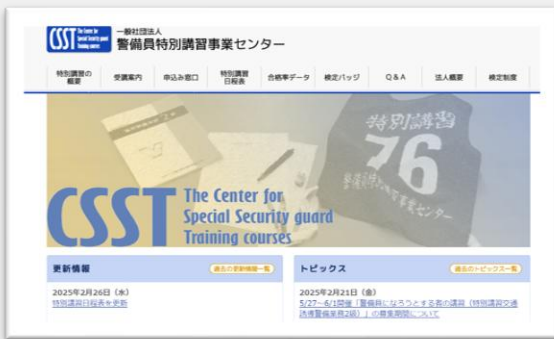 CSST The Center for
Special Security guard
Training courses
一般社団法人
警備員特別講習事業センター
特別講習の
概要
受講案内
申込み窓口
特別講習
日程表
合格率データ
検定バッジ
Q&A
法人概要
検定制度
特別講習
76
警備員特別講習事業センター
CSST The Center for
Special Security guard
Training courses
更新情報
過去の更新情報一覧
2025年2月26日(水)
特別講習日程表を更新
トピックス
過去のトピックス一覧
2025年2月21日(金)
5/27~6/1開催「警備員になろうとする者の講習(特別講習交通
誘導警備業務2級)」の募集期間について